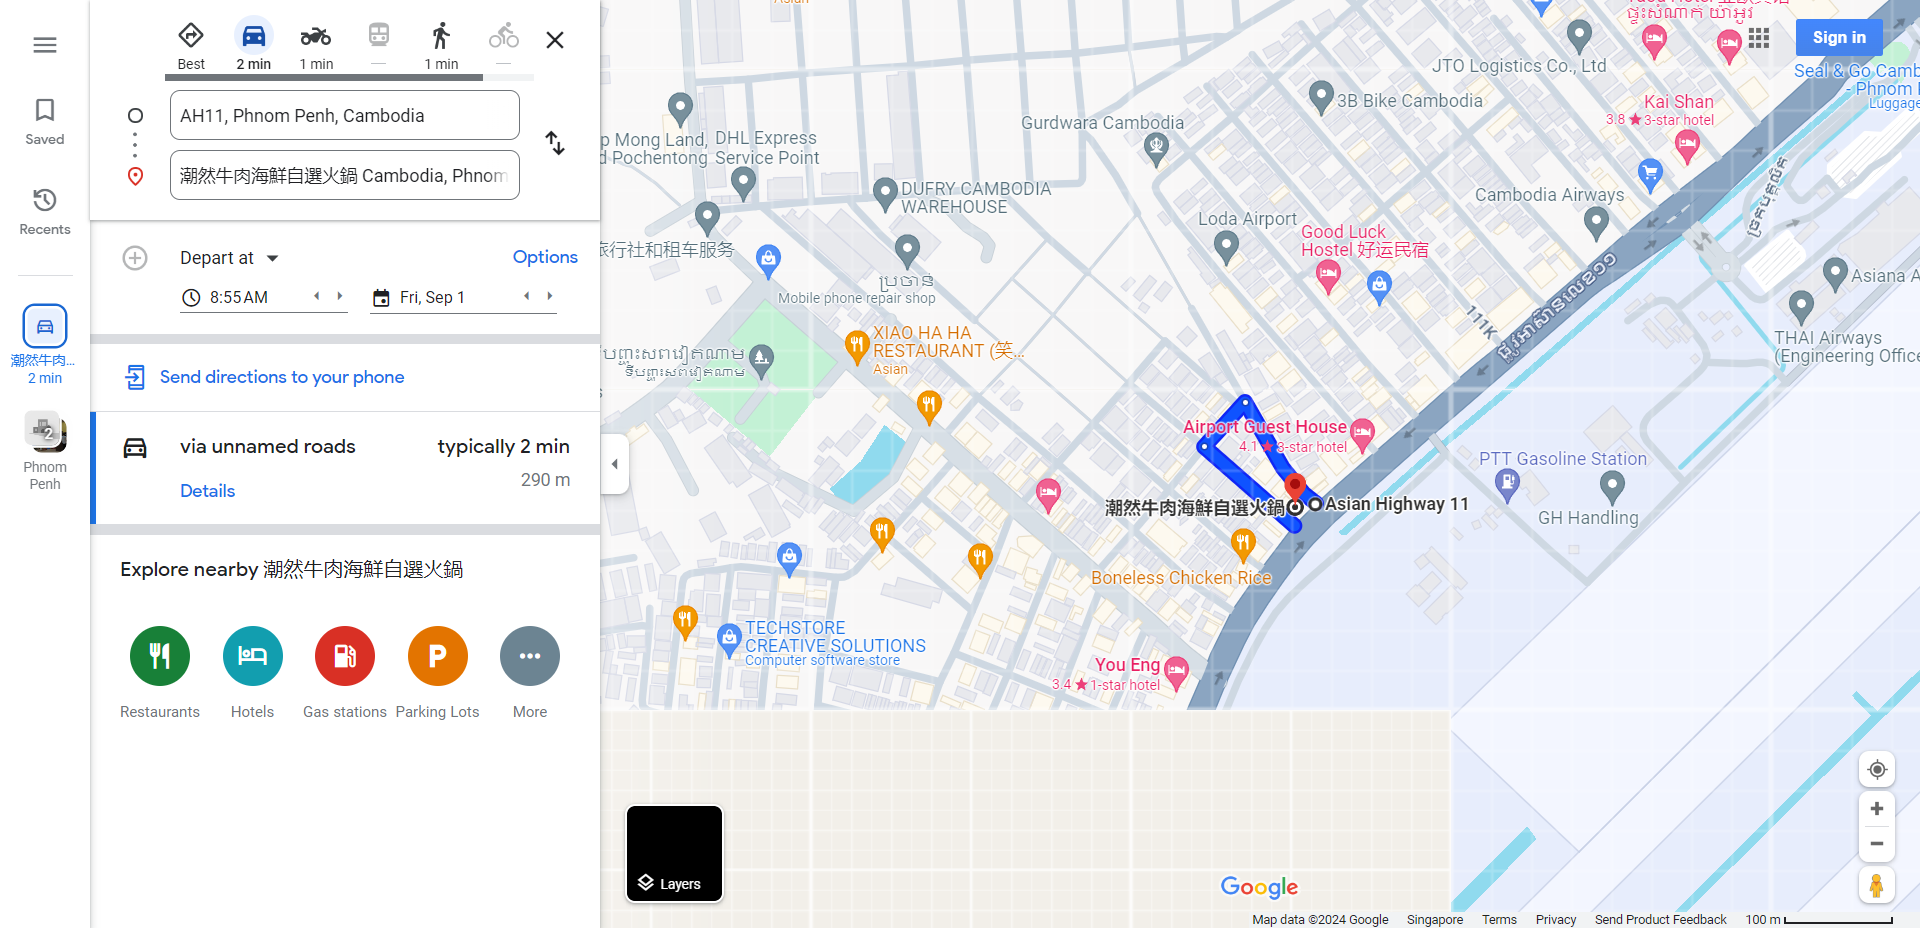 Best
2 min
1 min
—
1 min
—
AH11, Phnom Penh, Cambodia
潮然牛肉海鮮自選火鍋 Cambodia, Phnom
Saved
Recents
潮然牛肉...
2 min
2
Phnom
Penh
Depart at
Options
8:55 AM
Fri, Sep 1
Send directions to your phone
via unnamed roads
typically 2 min
290 m
Details
Explore nearby 潮然牛肉海鮮自選火鍋
Restaurants
Hotels
Gas stations
Parking Lots
More
Sign in
JTO Logistics Co., Ltd
Seal & Go Camb
- Phnom P
Luggage
Kai Shan
3.8 ★ 3-star hotel
3B Bike Cambodia
Gurdwara Cambodia
p Mong Land,
d Pochentong
DHL Express
Service Point
DUFRY CAMBODIA
WAREHOUSE
Cambodia Airways
Loda Airport
Good Luck
Hostel 好运民宿
旅行社和租车服务
ប្រចាន់
Mobile phone repair shop
Asiana A
111K
THAI Airways
(Engineering Office
XIAO HA HA
RESTAURANT (笑...
Asian
Airport Guest House
4.1 ★ 3-star hotel
PTT Gasoline Station
GH Handling
潮然牛肉海鮮自選火鍋
Asian Highway 11
Boneless Chicken Rice
TECHSTORE
CREATIVE SOLUTIONS
Computer software store
You Eng
3.4 ★ 1-star hotel
Layers
Google
Map data ©2024 Google
Singapore
Terms
Privacy
Send Product Feedback
100 m